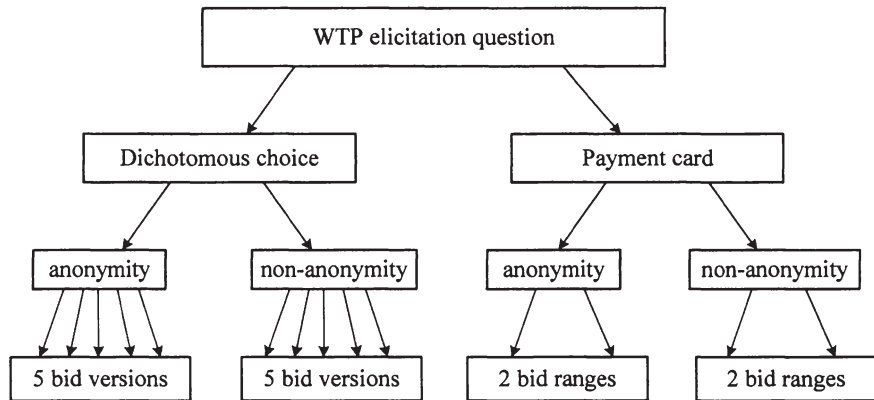 WTP elicitation question
Dichotomous choice
Payment card
anonymity
non-anonymity
anonymity
non-anonymity
5 bid versions
5 bid versions
2 bid ranges
2 bid ranges